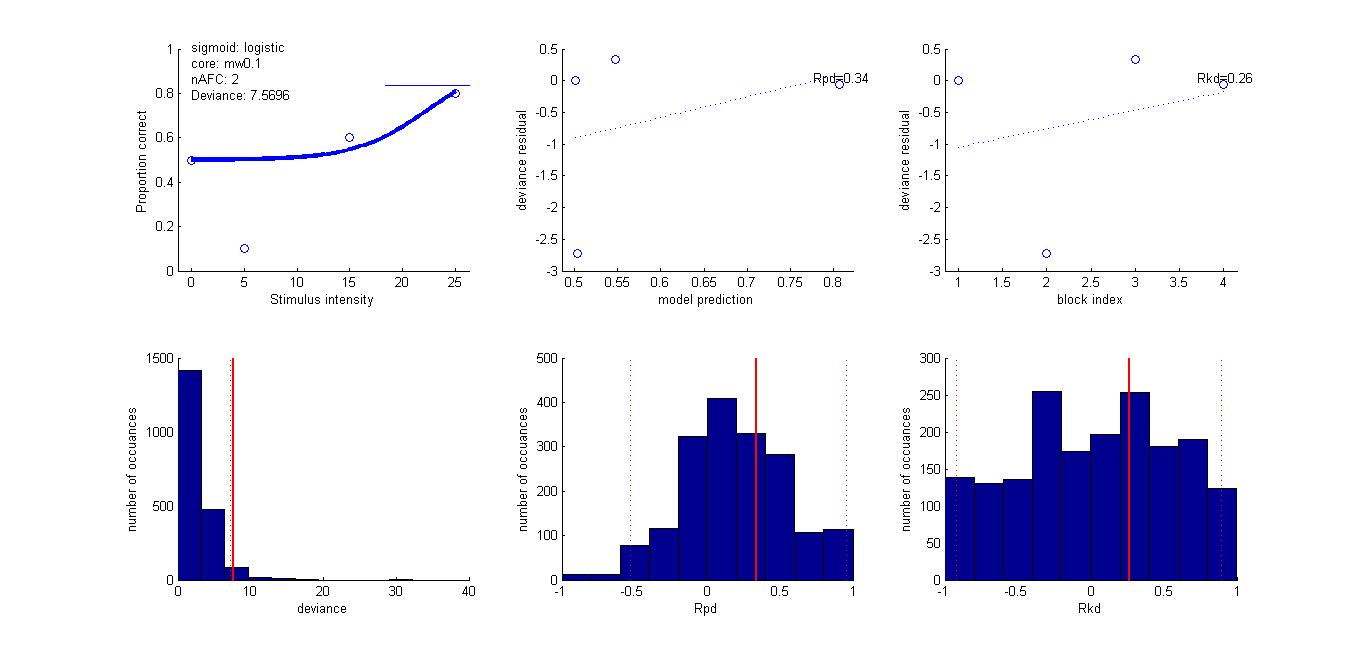 sigmoid: logistic
core: mw0.1
nAFC: 2
Deviance: 7.5696
1
0.8
0.6
0.4
0.2
0
Proportion correct
0 5 10 15 20 25
Stimulus intensity
0.5
0
-0.5
-1
-1.5
-2
-2.5
-3
deviance residual
Rpd=0.34
0.5 0.55 0.6 0.65 0.7 0.75 0.8
model prediction
0.5
0
-0.5
-1
-1.5
-2
-2.5
-3
deviance residual
Rkd=0.26
1 1.5 2 2.5 3 3.5 4
block index
1500
1000
500
0
number of occuances
0 10 20 30 40
deviance
500
400
300
400
100
0
number of occuances
-1 -0.5 0 0.5 1
Rpd
300
250
200
150
100
50
0
number of occuances
-1 -0.5 0 0.5 1
Rkd